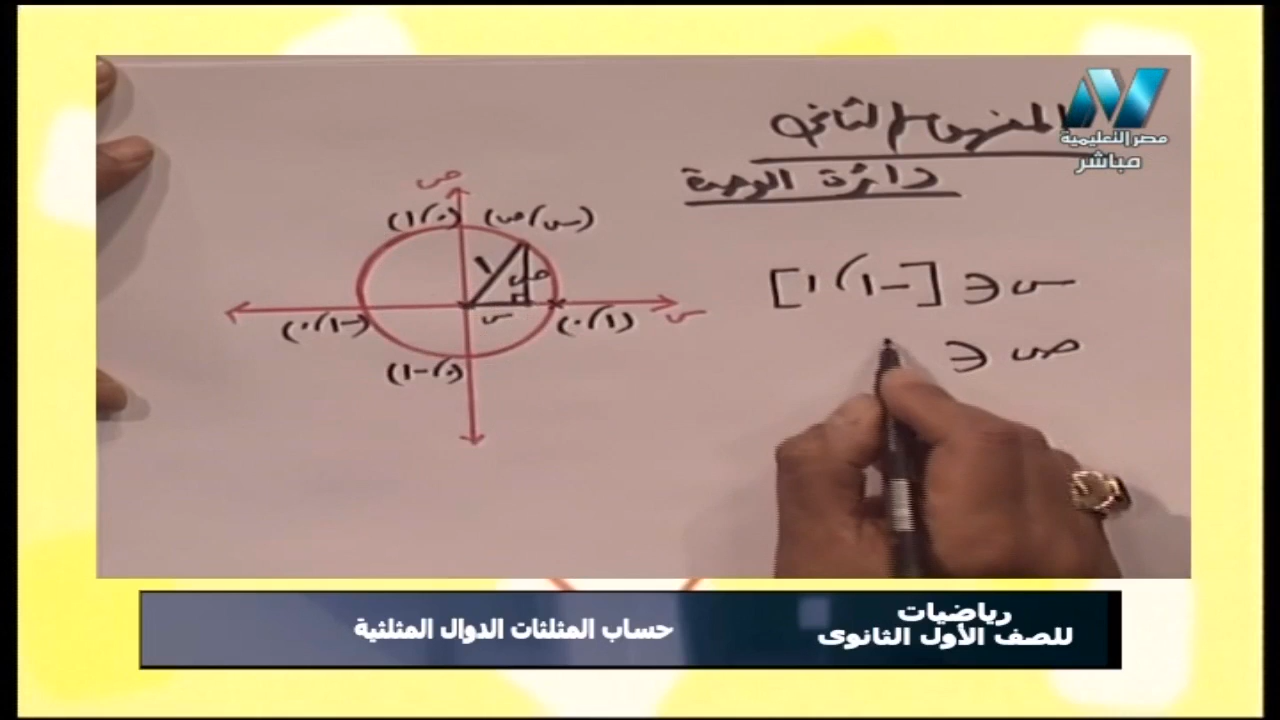 المفهوم الثاني
دائرة الوحدة
مصر التعليمية
مباشر
س ∈ [-١، ١]
ص ∈
ص
(٠، ١)
(س، ص)
١
ص
س
(-١، ٠)
(١، ٠)
س
(٠، -١)
رياضيات
للصف الأول الثانوى
حساب المثلثات الدوال المثلثية